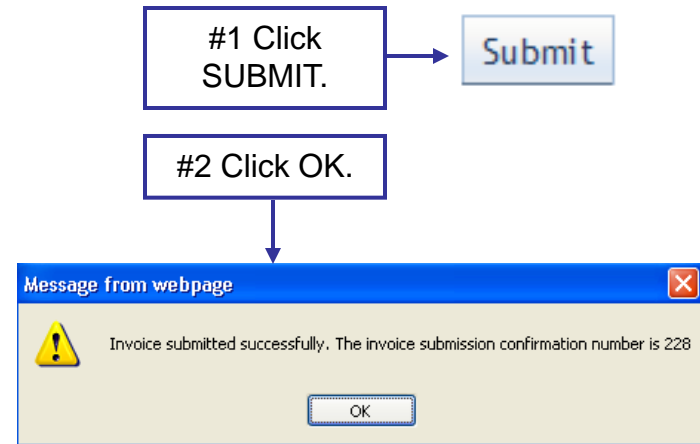 #1 Click
SUBMIT.
Submit
#2 Click OK.
Message from webpage
Invoice submitted successfully. The invoice submission confirmation number is 228
OK